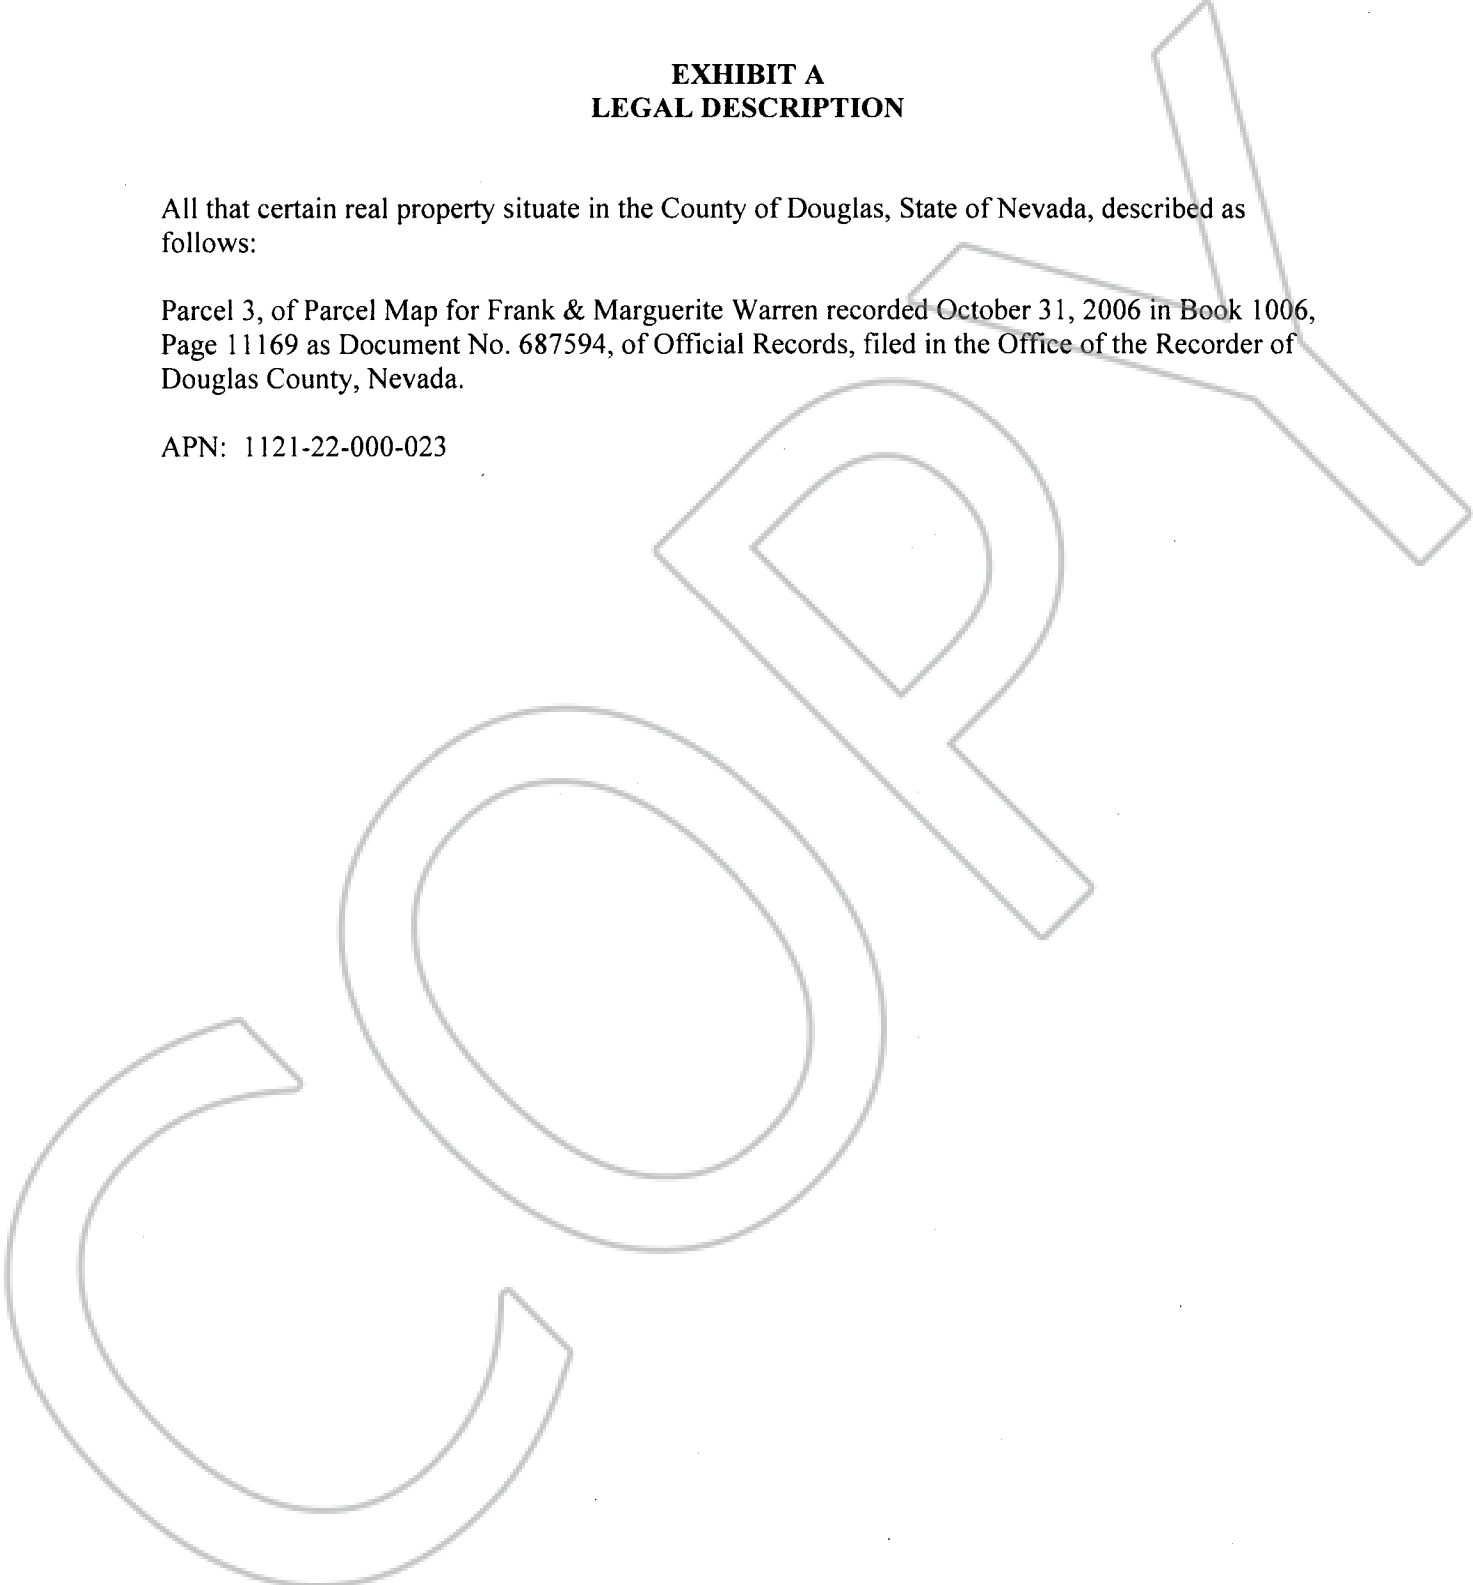 EXHIBIT A
LEGAL DESCRIPTION
All that certain real property situate in the County of Douglas, State of Nevada, described as
follows:
Parcel 3, of Parcel Map for Frank & Marguerite Warren recorded October 31, 2006 in Book 1006,
Page 11169 as Document No. 687594, of Official Records, filed in the Office of the Recorder of
Douglas County, Nevada.
APN: 1121-22-000-023
COPY